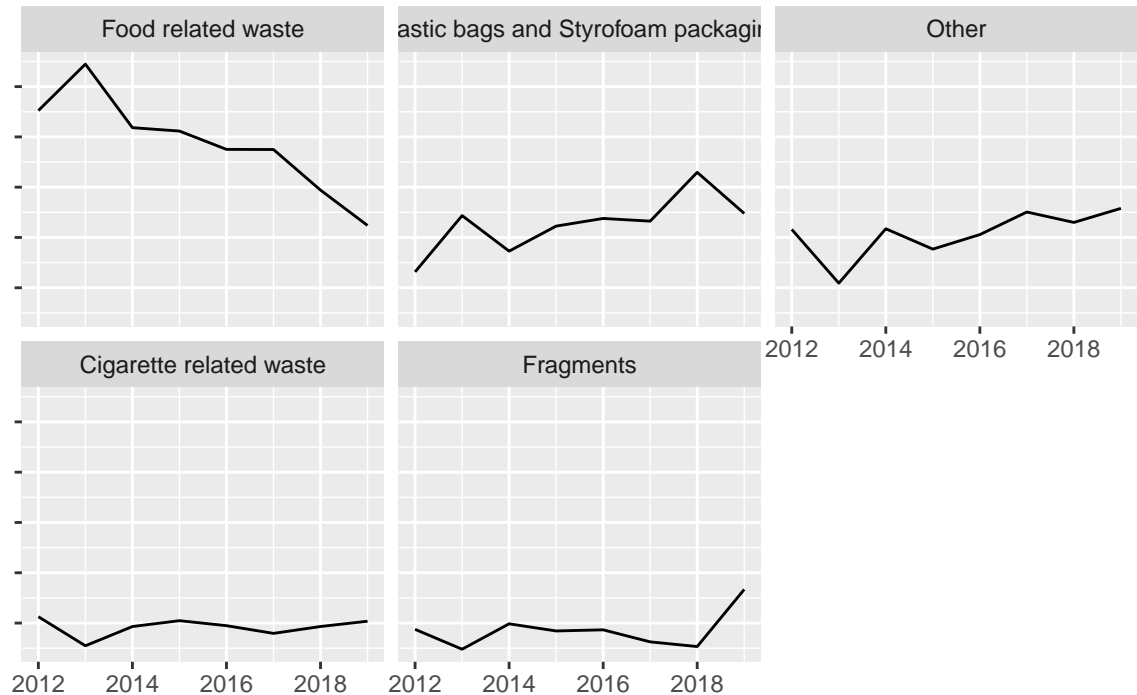 Food related waste
astic bags and Styrofoam packagin
Other
2012 2014 2016 2018
Cigarette related waste
Fragments
2012 2014 2016 2018
2012 2014 2016 2018